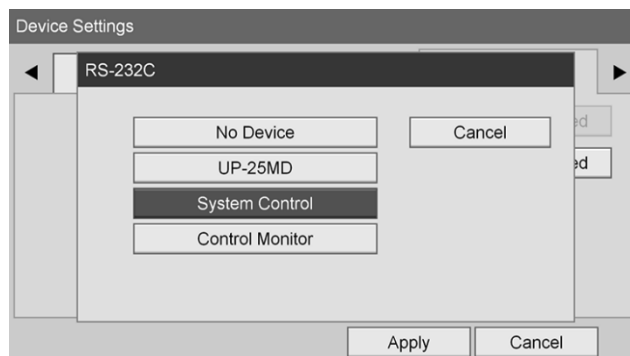 Device Settings
RS-232C
No Device
Cancel
UP-25MD
System Control
Control Monitor
Apply
Cancel